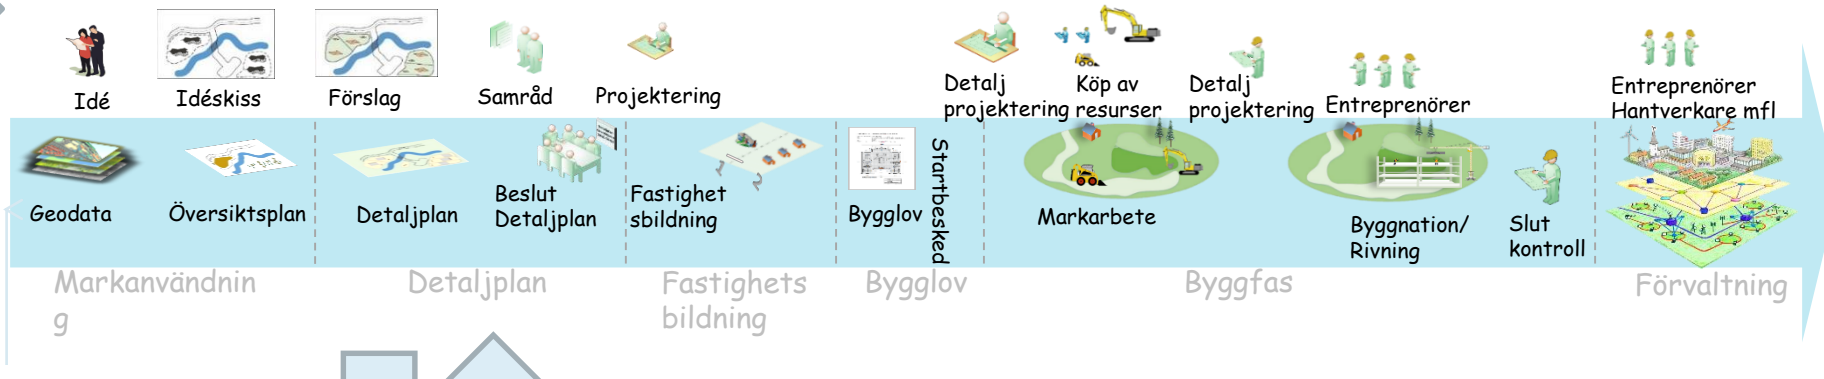 Idé
Idéskiss
Förslag
Samråd
Projektering
Detalj
projektering
Köp av
resurser
Detalj
projektering
Entreprenörer
Entreprenörer
Hantverkare mfl
Geodata
Översiktsplan
Detaljplan
Beslut
Detaljplan
Fastighet
sbildning
Bygglov
Startbesked
Markarbete
Byggnation/
Rivning
Slut
kontroll
Markanvändnin
g
Detaljplan
Fastighets
bildning
Bygglov
Byggfas
Förvaltning